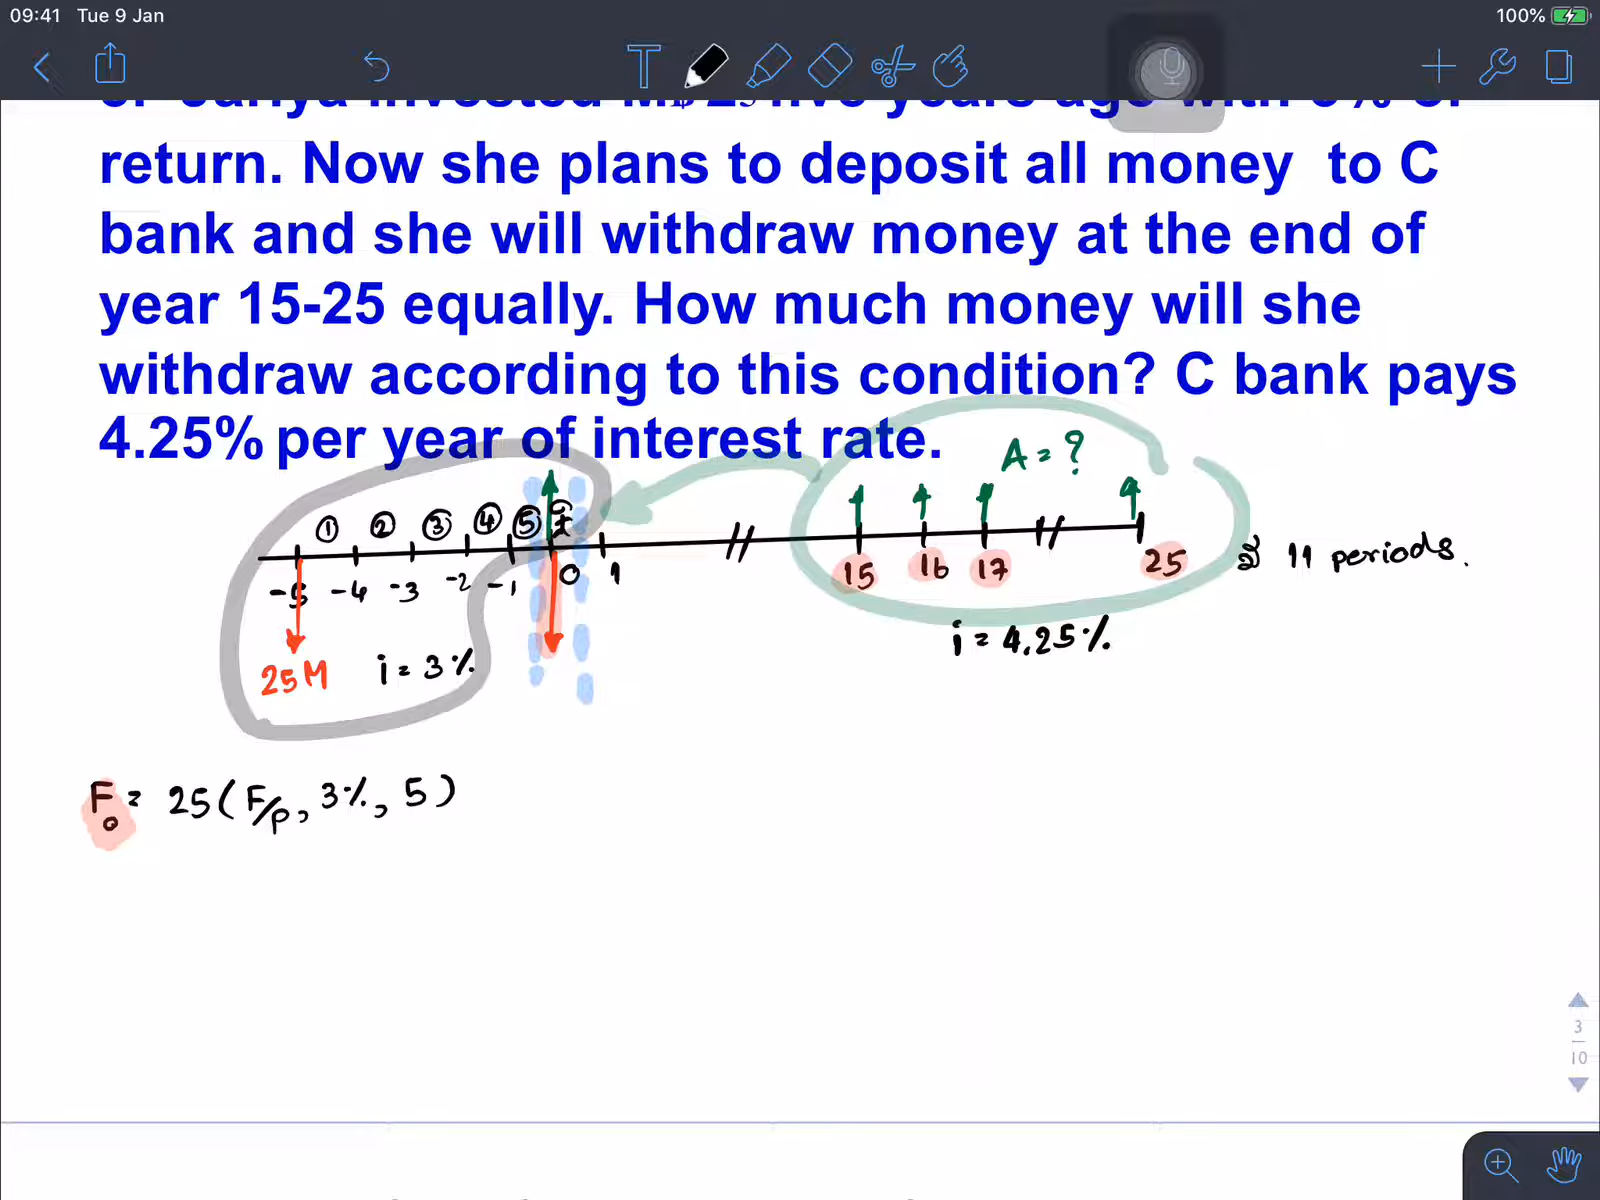 09:41 Tue 9 Jan 100%
return. Now she plans to deposit all money to C
bank and she will withdraw money at the end of
year 15-25 equally. How much money will she
withdraw according to this condition? C bank pays
4.25% per year of interest rate.
A = ?
① ② ③ ④ ⑤
-5 -4 -3 -2 -1 0 1 15 16 17 25 มี 11 periods.
25M i = 3% i = 4.25%
F₀ = 25(F/P, 3%, 5)
3
10